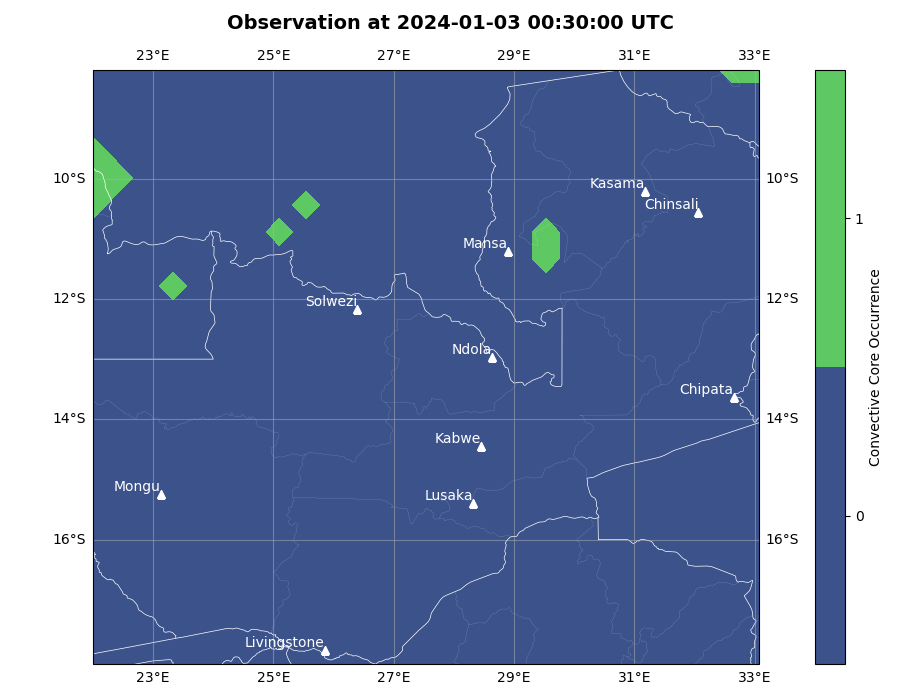 Observation at 2024-01-03 00:30:00 UTC
23°E 25°E 27°E 29°E 31°E 33°E
10°S 10°S
Kasama
Chinsali
Mansa
12°S 12°S
Solwezi
Ndola
Chipata
14°S 14°S
Kabwe
Mongu
Lusaka
16°S 16°S
Livingstone
23°E 25°E 27°E 29°E 31°E 33°E
1
0
Convective Core Occurrence